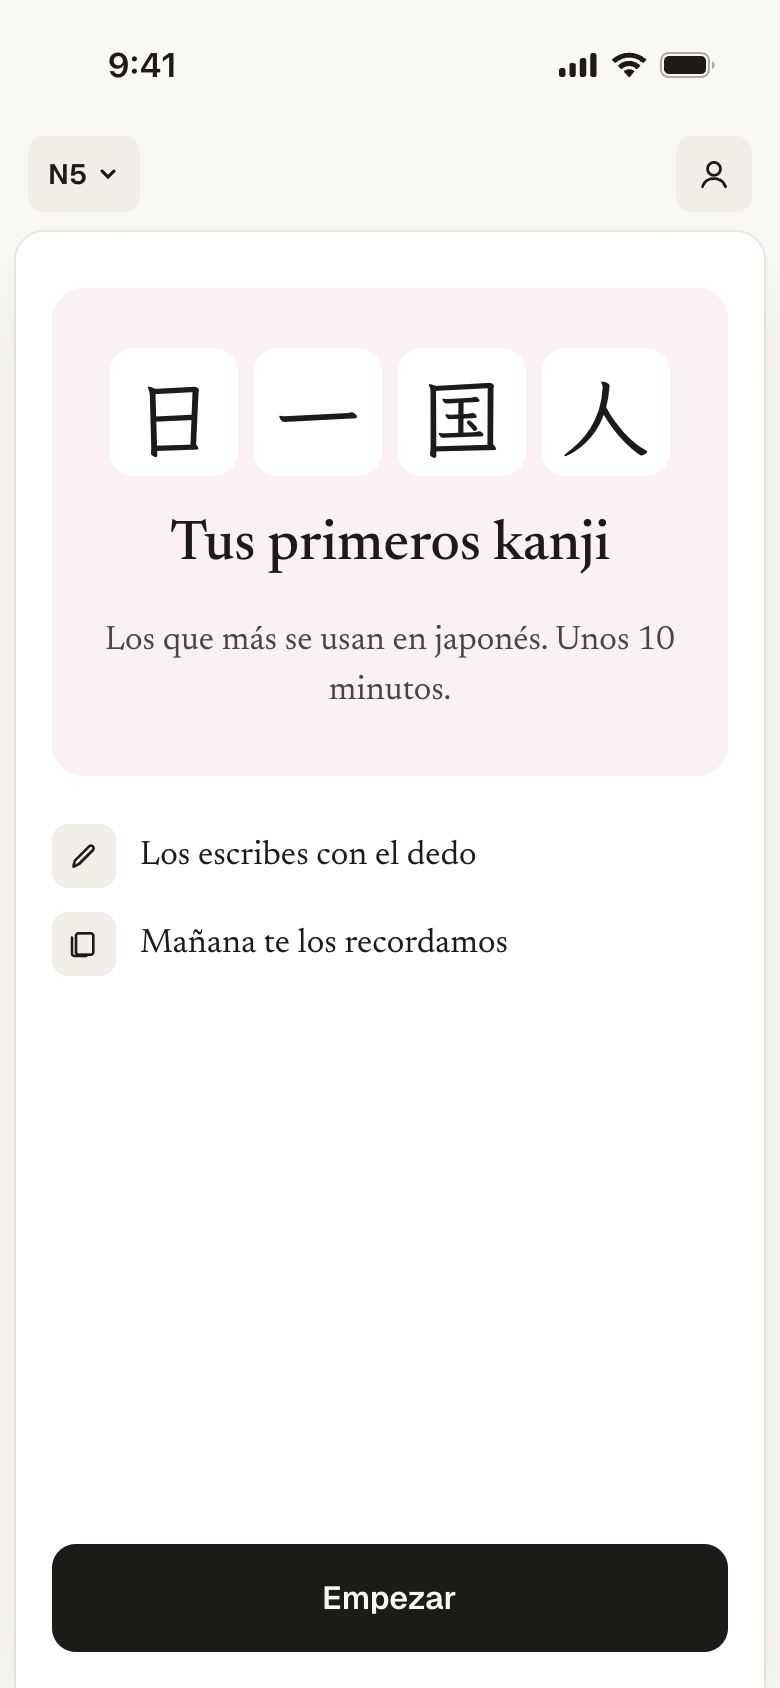 9:41
N5
日 一 国 人
Tus primeros kanji
Los que más se usan en japonés. Unos 10
minutos.
Los escribes con el dedo
Mañana te los recordamos
Empezar